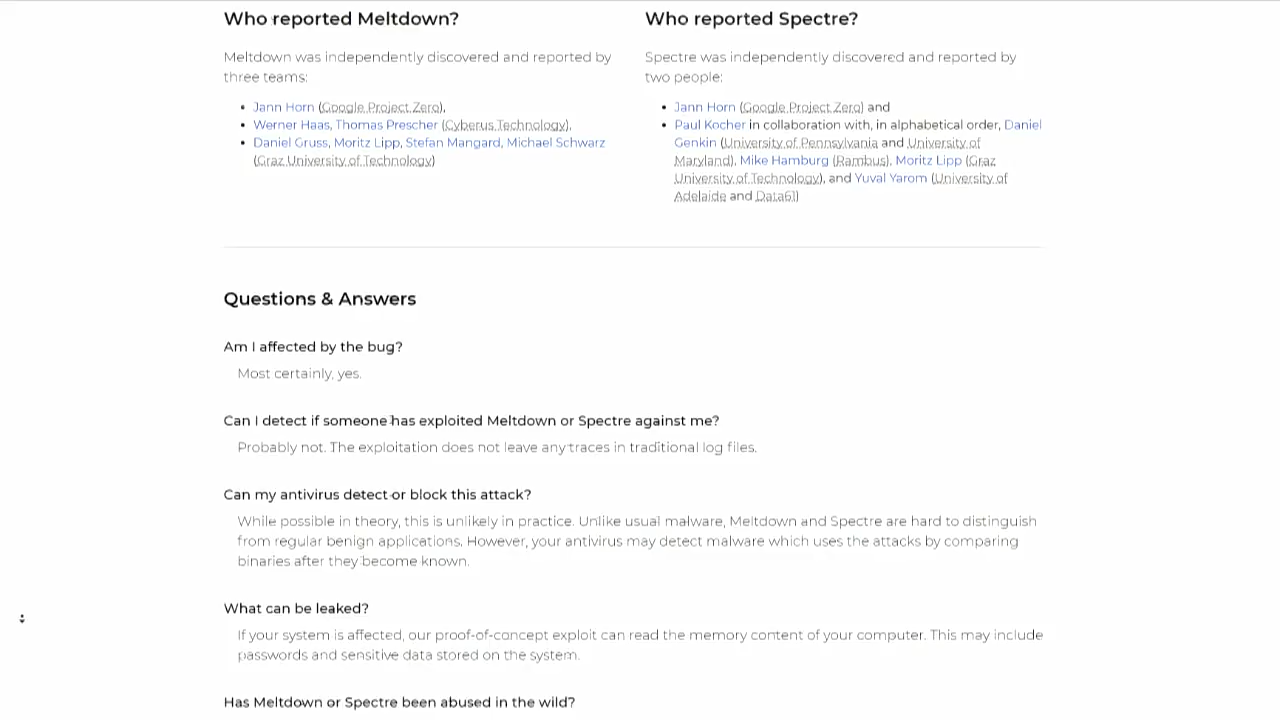 Who reported Meltdown?
Meltdown was independently discovered and reported by
three teams:
• Jann Horn (Google Project Zero),
• Werner Haas, Thomas Prescher (Cyberus Technology),
• Daniel Gruss, Moritz Lipp, Stefan Mangard, Michael Schwarz
(Graz University of Technology)
Who reported Spectre?
Spectre was independently discovered and reported by
two people:
• Jann Horn (Google Project Zero) and
• Paul Kocher in collaboration with, in alphabetical order, Daniel
Genkin (University of Pennsylvania and University of
Maryland), Mike Hamburg (Rambus), Moritz Lipp (Graz
University of Technology), and Yuval Yarom (University of
Adelaide and Data61)
Questions & Answers
Am I affected by the bug?
Most certainly, yes.
Can I detect if someone has exploited Meltdown or Spectre against me?
Probably not. The exploitation does not leave any traces in traditional log files.
Can my antivirus detect or block this attack?
While possible in theory, this is unlikely in practice. Unlike usual malware, Meltdown and Spectre are hard to distinguish
from regular benign applications. However, your antivirus may detect malware which uses the attacks by comparing
binaries after they become known.
What can be leaked?
If your system is affected, our proof-of-concept exploit can read the memory content of your computer. This may include
passwords and sensitive data stored on the system.
Has Meltdown or Spectre been abused in the wild?